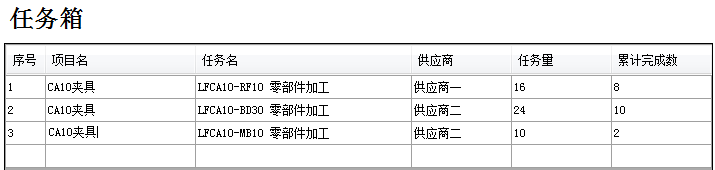 任务箱
序号 项目名 任务名 供应商 任务量 累计完成数
1 CA10夹具 LFCA10-RF10 零部件加工 供应商一 16 8
2 CA10夹具 LFCA10-BD30 零部件加工 供应商二 24 10
3 CA10夹具 LFCA10-MB10 零部件加工 供应商二 10 2